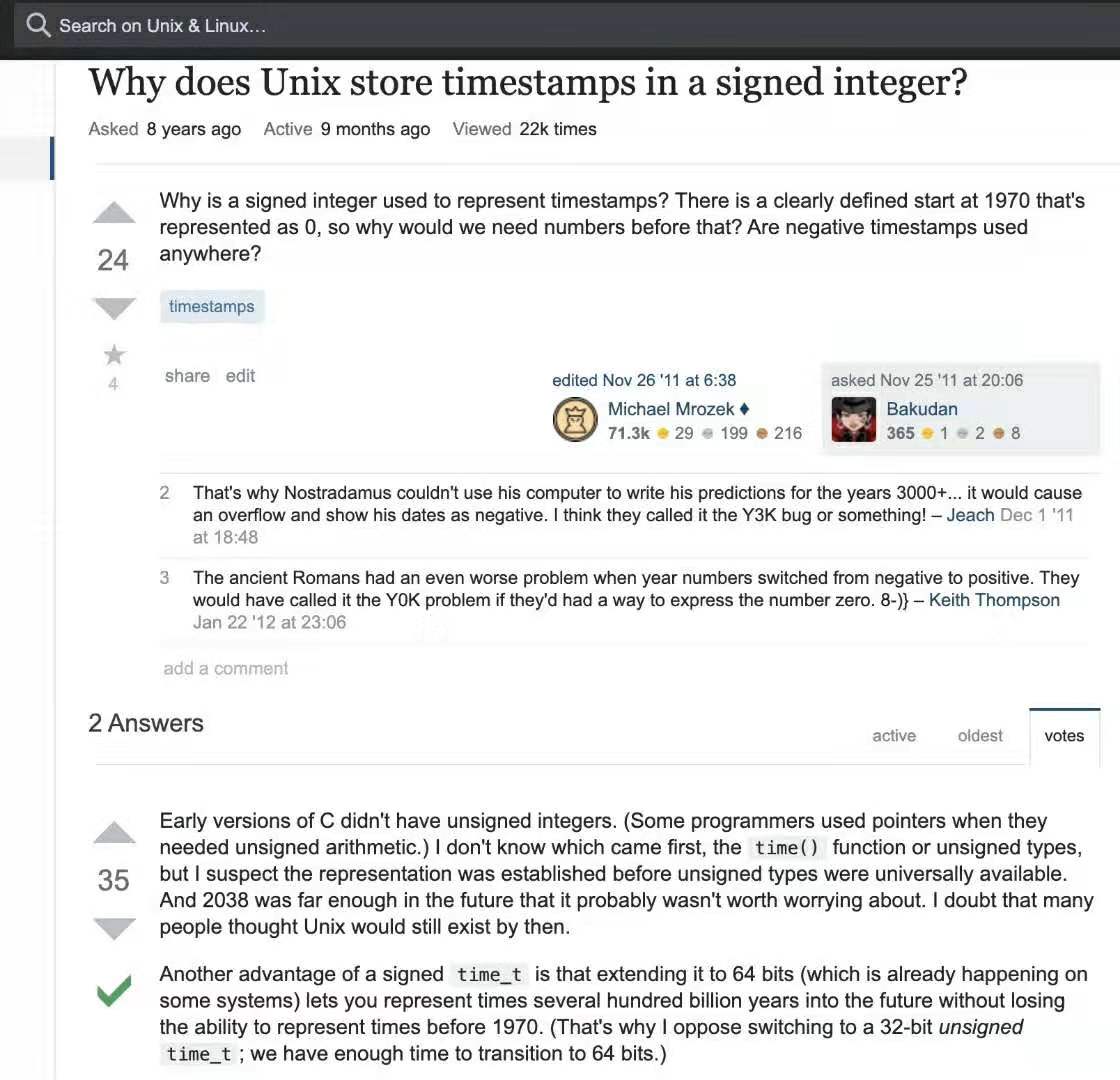 Search on Unix & Linux...
Why does Unix store timestamps in a signed integer?
Asked 8 years ago Active 9 months ago Viewed 22k times
Why is a signed integer used to represent timestamps? There is a clearly defined start at 1970 that's
represented as 0, so why would we need numbers before that? Are negative timestamps used
anywhere?
24
timestamps
4
share edit
edited Nov 26 '11 at 6:38
Michael Mrozek ♦
71.3k 29 199 216
asked Nov 25 '11 at 20:06
Bakudan
365 1 2 8
2 That's why Nostradamus couldn't use his computer to write his predictions for the years 3000+... it would cause
an overflow and show his dates as negative. I think they called it the Y3K bug or something! – Jeach Dec 1 '11
at 18:48
3 The ancient Romans had an even worse problem when year numbers switched from negative to positive. They
would have called it the Y0K problem if they'd had a way to express the number zero. 8-)} – Keith Thompson
Jan 22 '12 at 23:06
add a comment
2 Answers
active oldest votes
Early versions of C didn't have unsigned integers. (Some programmers used pointers when they
needed unsigned arithmetic.) I don't know which came first, the time() function or unsigned types,
35
but I suspect the representation was established before unsigned types were universally available.
And 2038 was far enough in the future that it probably wasn't worth worrying about. I doubt that many
people thought Unix would still exist by then.
Another advantage of a signed time_t is that extending it to 64 bits (which is already happening on
some systems) lets you represent times several hundred billion years into the future without losing
the ability to represent times before 1970. (That's why I oppose switching to a 32-bit unsigned
time_t ; we have enough time to transition to 64 bits.)